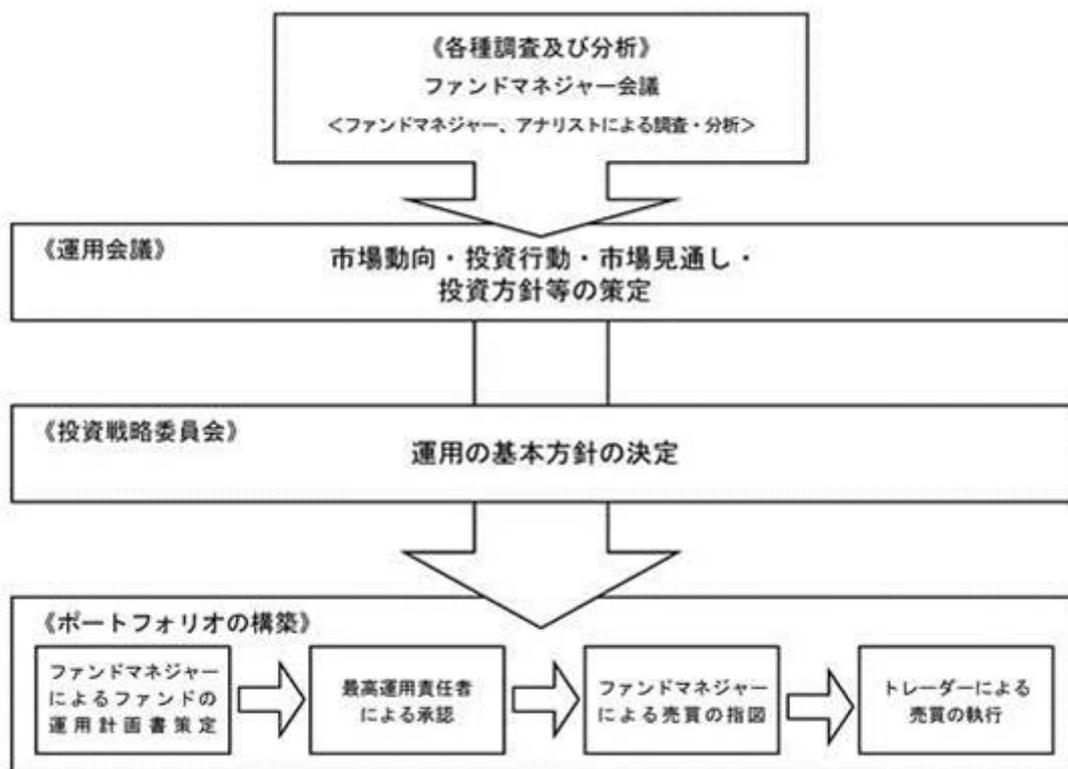 《各種調査及び分析》
ファンドマネジャー会議
<ファンドマネジャー、アナリストによる調査・分析>
《運用会議》
市場動向・投資行動・市場見通し・
投資方針等の策定
《投資戦略委員会》
運用の基本方針の決定
《ポートフォリオの構築》
ファンドマネジャー
によるファンドの
運用計画書策定
最高運用責任者
による承認
ファンドマネジャー
による売買の指図
トレーダーによる
売買の執行